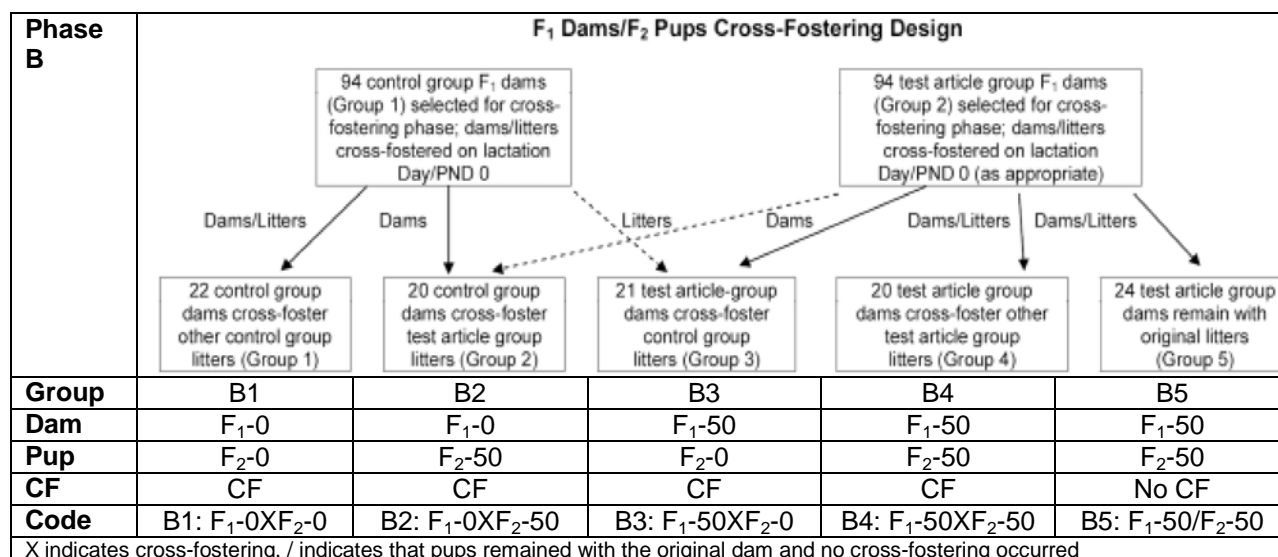 Phase
B
F₁ Dams/F₂ Pups Cross-Fostering Design
94 control group F₁ dams
(Group 1) selected for cross-
fostering phase; dams/litters
cross-fostered on lactation
Day/PND 0
94 test article group F₁ dams
(Group 2) selected for cross-
fostering phase; dams/litters
cross-fostered on lactation
Day/PND 0 (as appropriate)
Dams/Litters Dams Litters Dams Dams/Litters Dams/Litters
22 control group
dams cross-foster
other control group
litters (Group 1)
20 control group
dams cross-foster
test article group
litters (Group 2)
21 test article-group
dams cross-foster
control group
litters (Group 3)
20 test article group
dams cross-foster other
test article group
litters (Group 4)
24 test article group
dams remain with
original litters
(Group 5)
Group B1 B2 B3 B4 B5
Dam F₁-0 F₁-0 F₁-50 F₁-50 F₁-50
Pup F₂-0 F₂-50 F₂-0 F₂-50 F₂-50
CF CF CF CF CF No CF
Code B1: F₁-0XF₂-0 B2: F₁-0XF₂-50 B3: F₁-50XF₂-0 B4: F₁-50XF₂-50 B5: F₁-50/F₂-50
X indicates cross-fostering, / indicates that pups remained with the original dam and no cross-fostering occurred